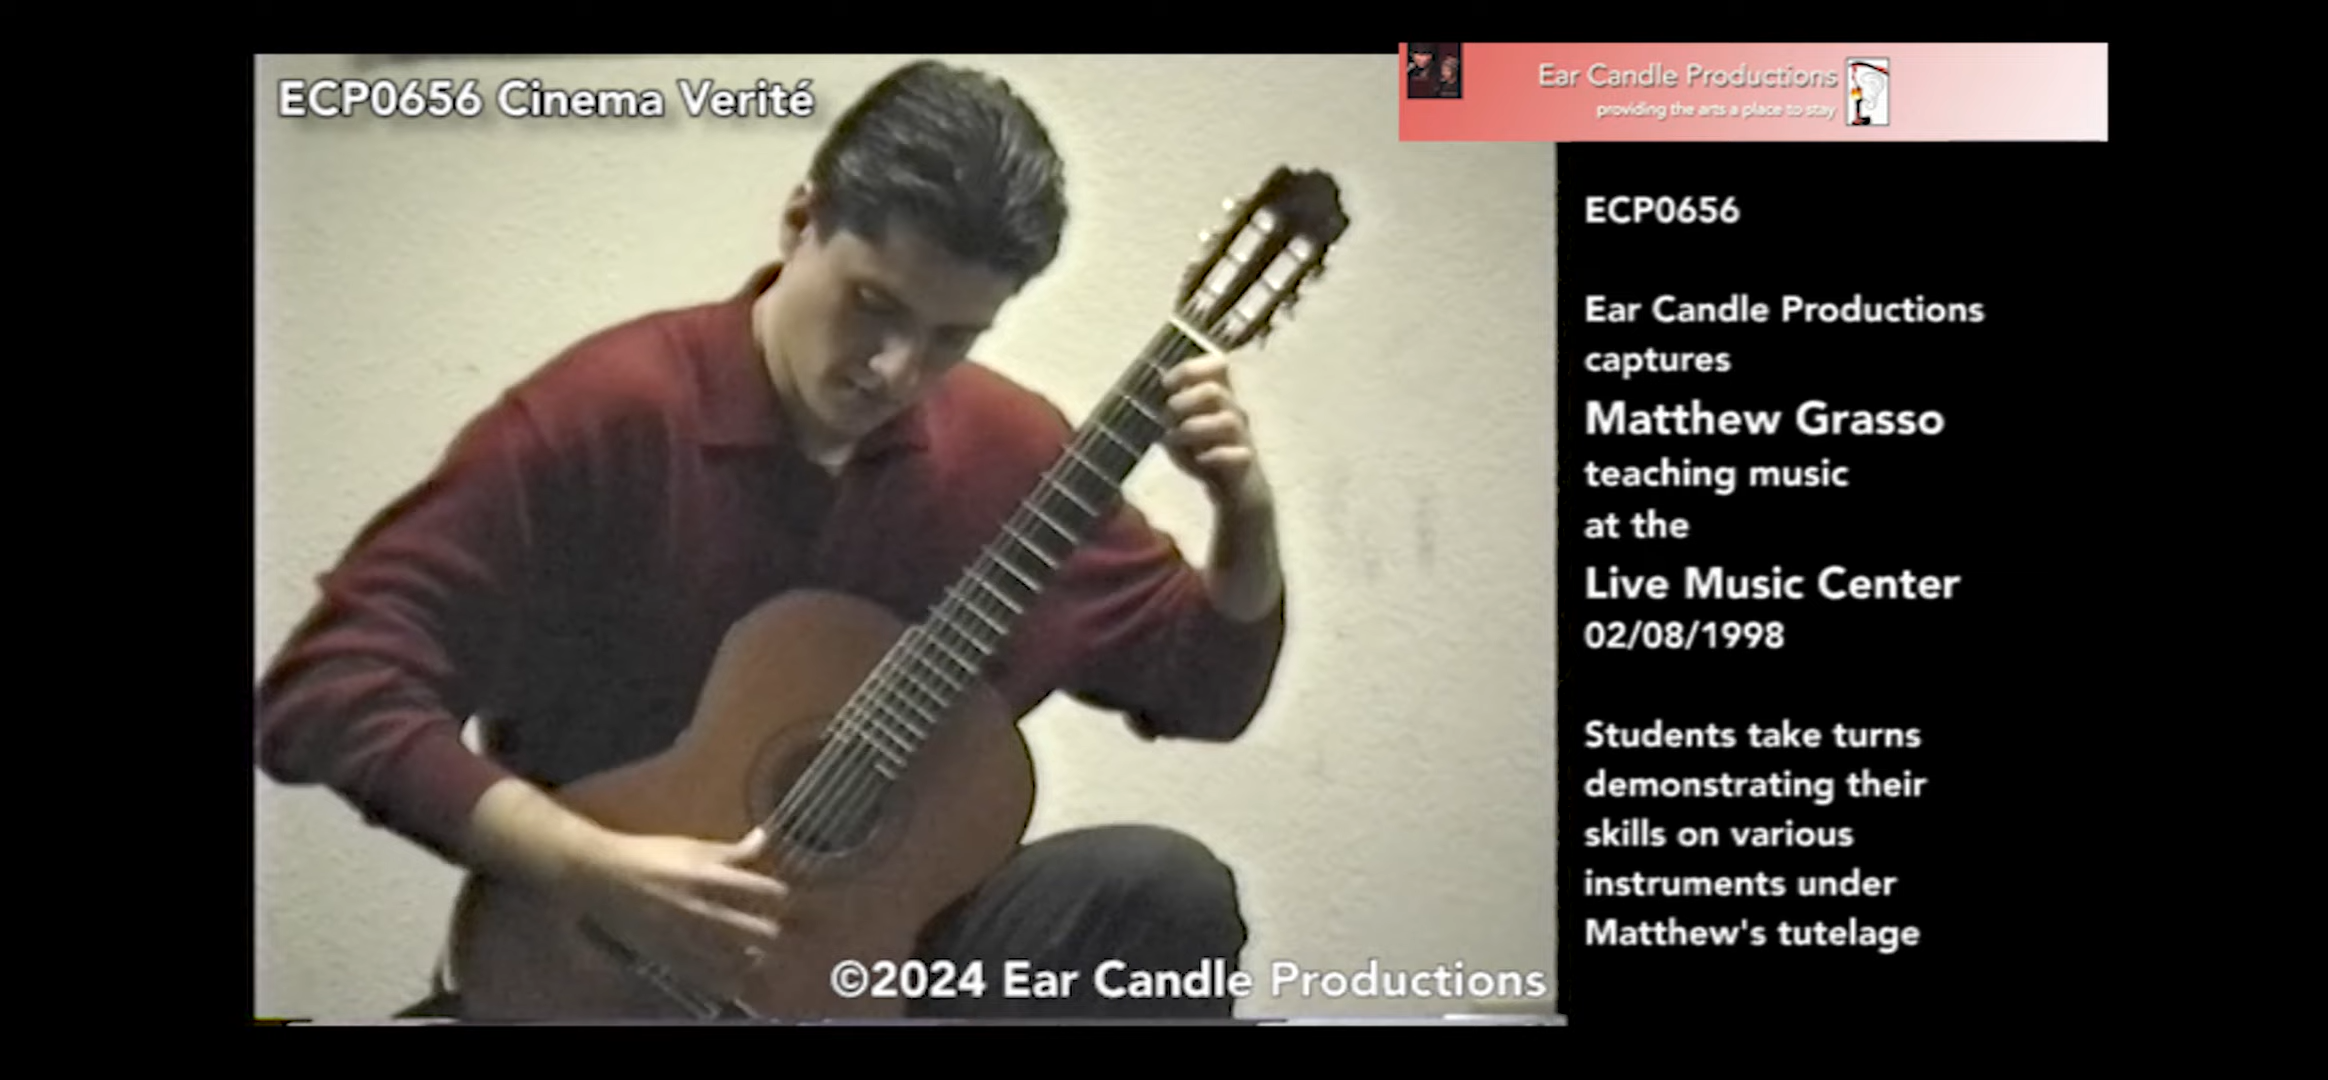 ECP0656 Cinema Verité
Ear Candle Productions
providing the arts a place to stay
ECP0656
Ear Candle Productions
captures
Matthew Grasso
teaching music
at the
Live Music Center
02/08/1998
Students take turns
demonstrating their
skills on various
instruments under
Matthew's tutelage
©2024 Ear Candle Productions